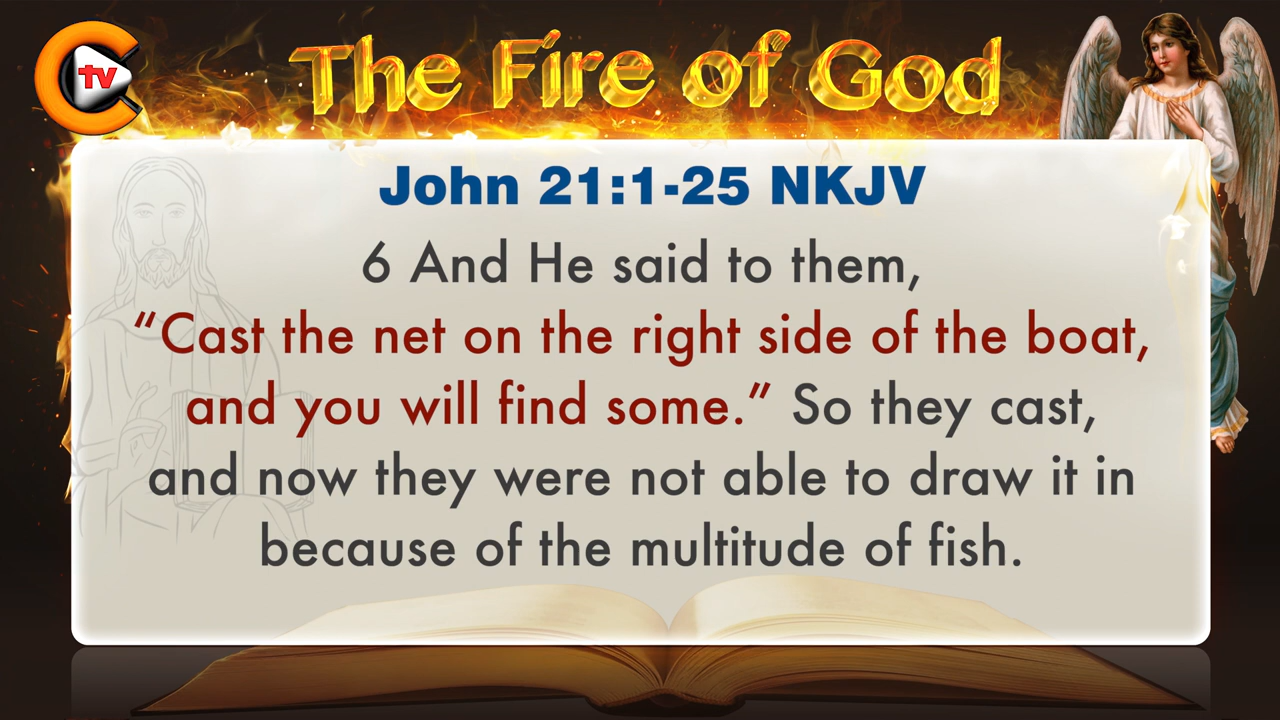 tv
The Fire of God
John 21:1-25 NKJV
6 And He said to them,
“Cast the net on the right side of the boat,
and you will find some.” So they cast,
and now they were not able to draw it in
because of the multitude of fish.